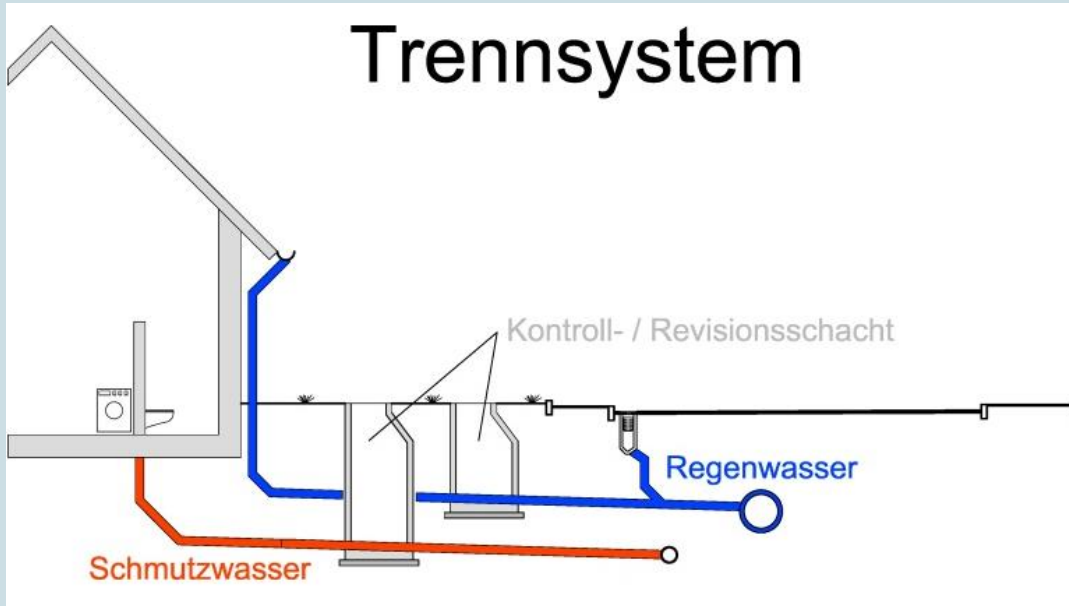 Trennsystem
Kontroll- / Revisionsschacht
Regenwasser
Schmutzwasser